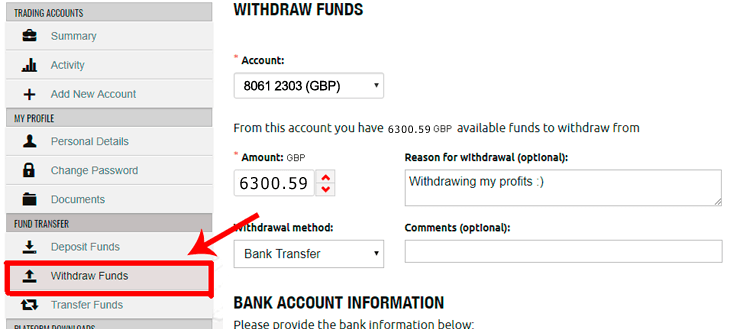 TRADING ACCOUNTS
Summary
Activity
Add New Account
MY PROFILE
Personal Details
Change Password
Documents
FUND TRANSFER
Deposit Funds
Withdraw Funds
Transfer Funds
PLATFORM DOWNLOADS
WITHDRAW FUNDS
* Account:
8061 2303 (GBP)
From this account you have 6300.59 GBP available funds to withdraw from
* Amount: GBP
6300.59
Reason for withdrawal (optional):
Withdrawing my profits :)
Withdrawal method:
Bank Transfer
Comments (optional):
BANK ACCOUNT INFORMATION
Please provide the bank information below: